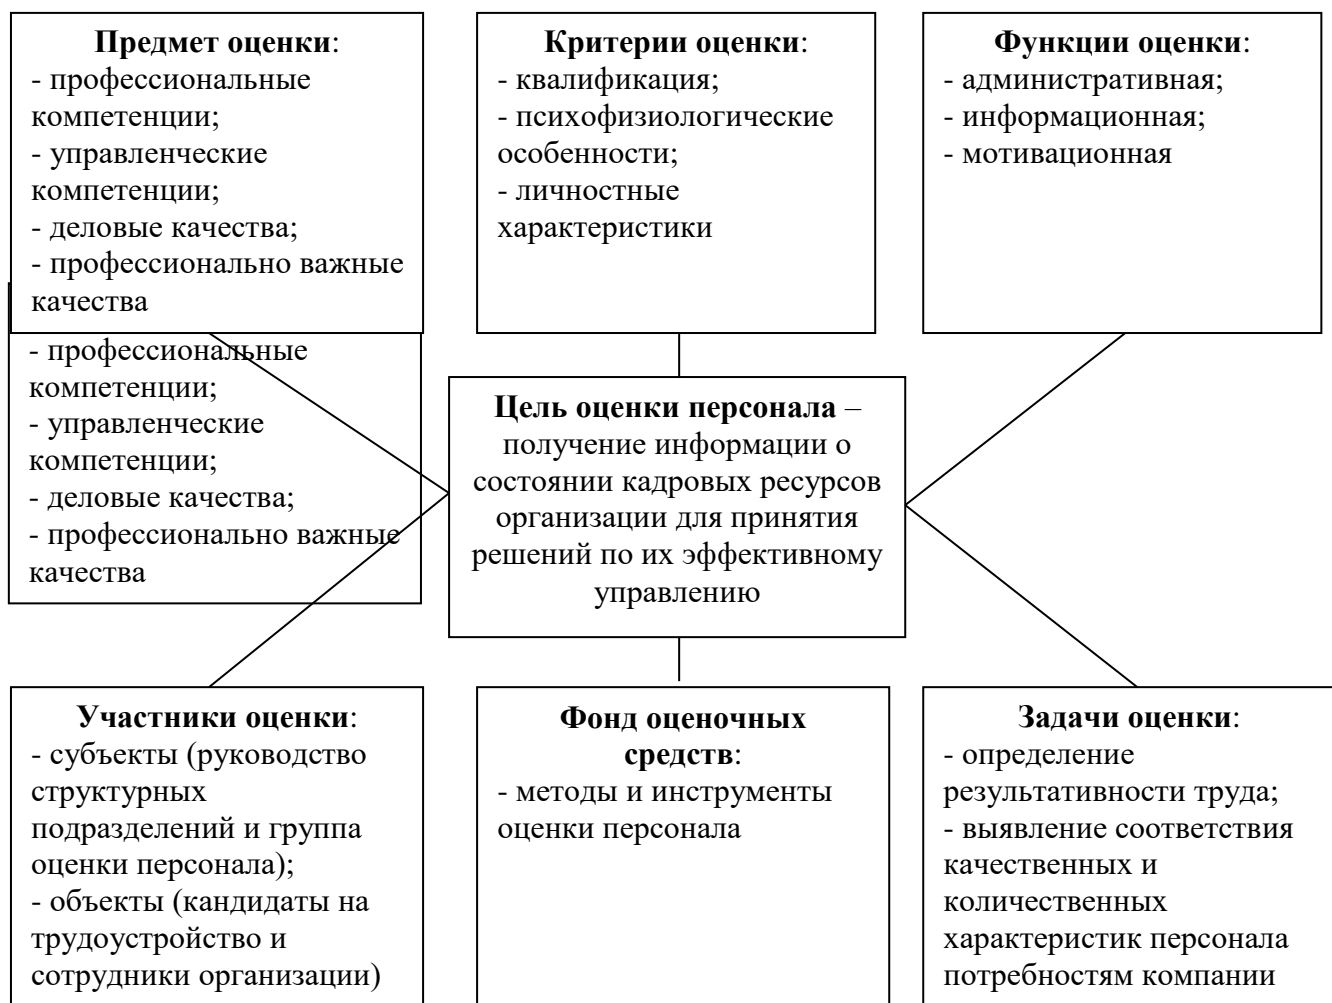 Предмет оценки:
- профессиональные
компетенции;
- управленческие
компетенции;
- деловые качества;
- профессионально важные
качества
Критерии оценки:
- квалификация;
- психофизиологические
особенности;
- личностные
характеристики
Функции оценки:
- административная;
- информационная;
- мотивационная
- профессиональные
компетенции;
- управленческие
компетенции;
- деловые качества;
- профессионально важные
качества
Цель оценки персонала –
получение информации о
состоянии кадровых ресурсов
организации для принятия
решений по их эффективному
управлению
Участники оценки:
- субъекты (руководство
структурных
подразделений и группа
оценки персонала);
- объекты (кандидаты на
трудоустройство и
сотрудники организации)
Фонд оценочных
средств:
- методы и инструменты
оценки персонала
Задачи оценки:
- определение
результативности труда;
- выявление соответствия
качественных и
количественных
характеристик персонала
потребностям компании